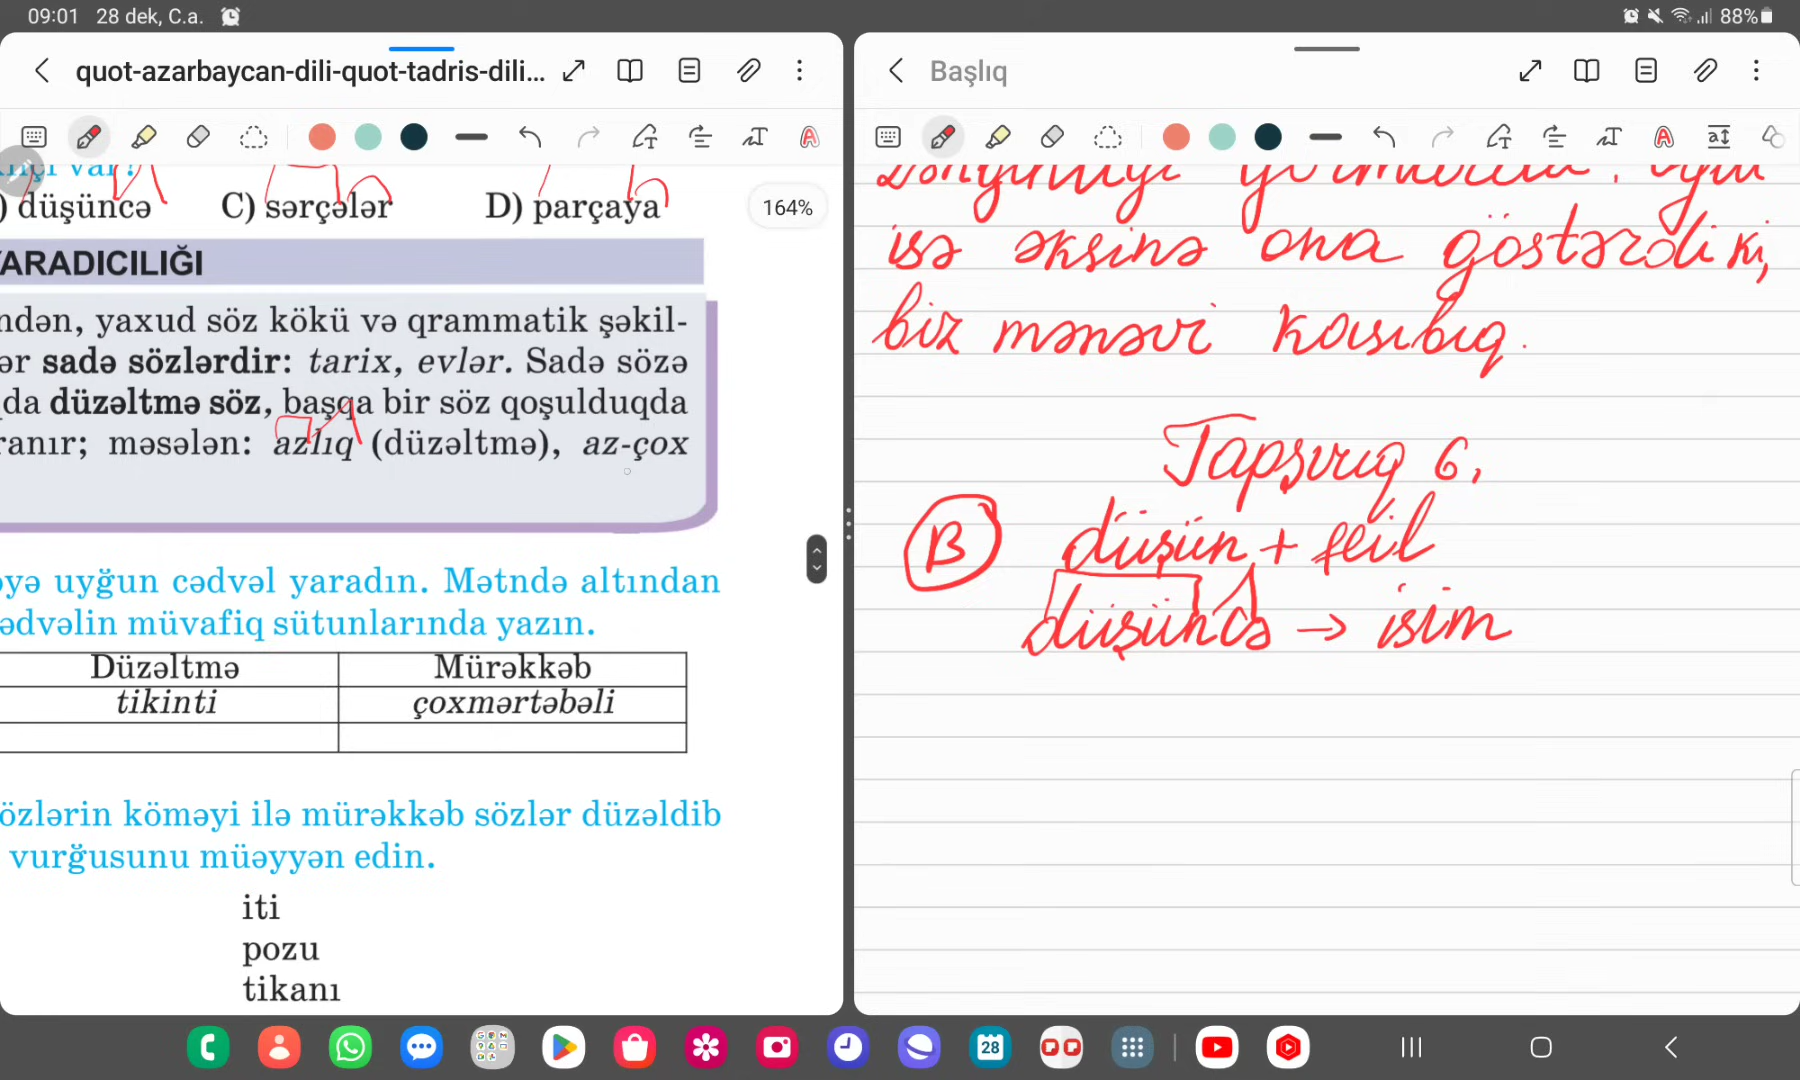 09:01 28 dek, C.a.
88%
quot-azarbaycan-dili-quot-tadris-dili...
var?
) düşüncə C) sərçələr D) parçaya
164%
ARADICILIĞI
ndən, yaxud söz kökü və qrammatik şəkil-
ər sadə sözlərdir: tarix, evlər. Sadə sözə
da düzəltmə söz, başqa bir söz qoşulduqda
ranır; məsələn: azlıq (düzəltmə), az-çox
əyə uyğun cədvəl yaradın. Mətndə altından
ədvəlin müvafiq sütunlarında yazın.
Düzəltmə Mürəkkəb
tikinti çoxmərtəbəli
özlərin köməyi ilə mürəkkəb sözlər düzəldib
vurğusunu müəyyən edin.
iti
pozu
tikanı
Başlıq
isə əksinə ona göstərdi ki,
biz mənəvi kasıbıq.
Tapşırıq 6.
B düşün + feil
düşüncə → isim
28